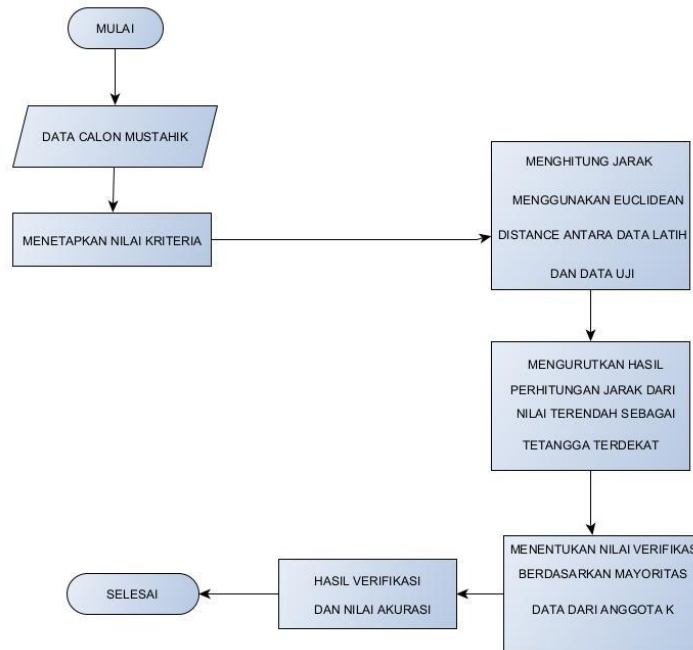 MULAI
DATA CALON MUSTAHIK
MENETAPKAN NILAI KRITERIA
MENGHITUNG JARAK
MENGGUNAKAN EUCLIDEAN
DISTANCE ANTARA DATA LATIH
DAN DATA UJI
MENGURUTKAN HASIL
PERHITUNGAN JARAK DARI
NILAI TERENDAH SEBAGAI
TETANGGA TERDEKAT
MENENTUKAN NILAI VERIFIKASI
BERDASARKAN MAYORITAS
DATA DARI ANGGOTA K
HASIL VERIFIKASI
DAN NILAI AKURASI
SELESAI